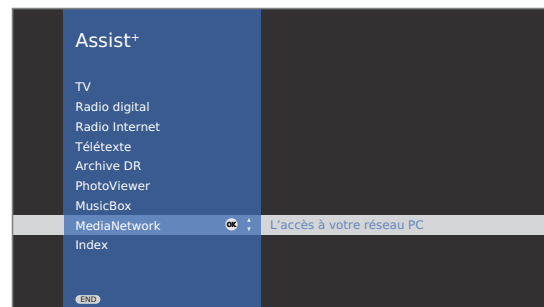 Assist+
TV
Radio digital
Radio Internet
Télétexte
Archive DR
PhotoViewer
MusicBox
MediaNetwork OK L'accès à votre réseau PC
Index
END